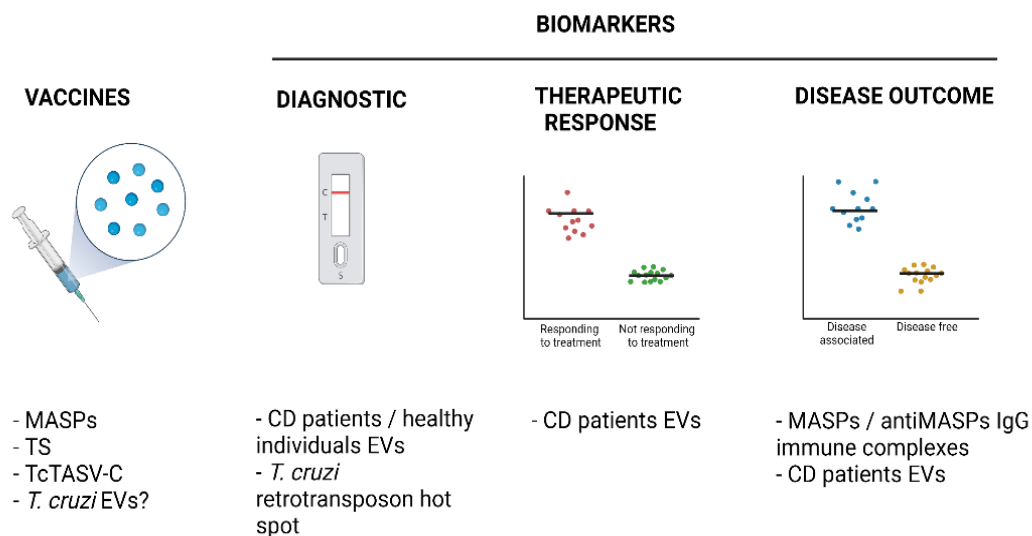 BIOMARKERS
VACCINES
DIAGNOSTIC
THERAPEUTIC
RESPONSE
DISEASE OUTCOME
C
T
S
Responding
to treatment
Not responding
to treatment
Disease
associated
Disease free
- MASPs
- TS
- TcTASV-C
- T. cruzi EVs?
- CD patients / healthy
individuals EVs
- T. cruzi
retrotransposon hot
spot
- CD patients EVs
- MASPs / antiMASPs IgG
immune complexes
- CD patients EVs